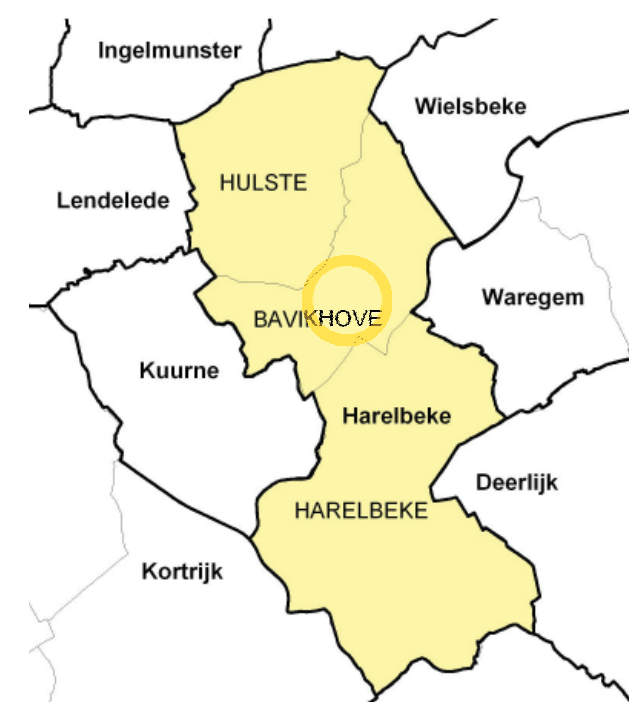 Ingelmunster
Wielsbeke
HULSTE
Lendelede
Waregem
BAVIKHOVE
Kuurne
Harelbeke
Deerlijk
HARELBEKE
Kortrijk